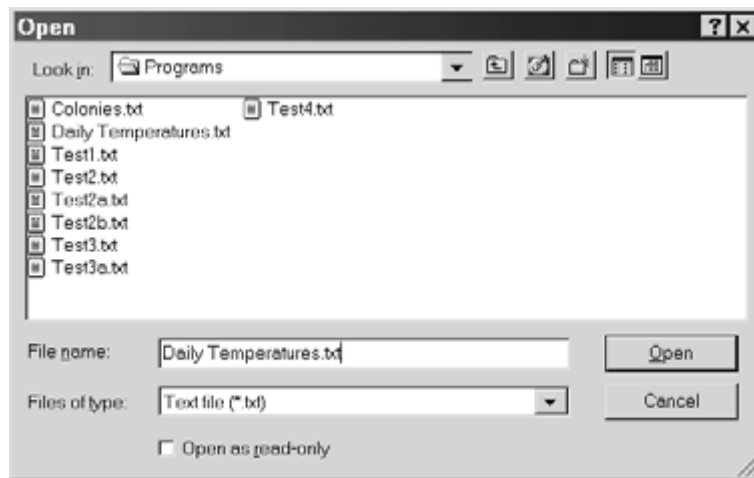 Open
Look in: Programs
Colonies.txt
Daily Temperatures.txt
Test1.txt
Test2.txt
Test2a.txt
Test2b.txt
Test3.txt
Test3a.txt
Test4.txt
File name: Daily Temperatures.txt
Open
Files of type: Text file (*.txt)
Cancel
Open as read-only